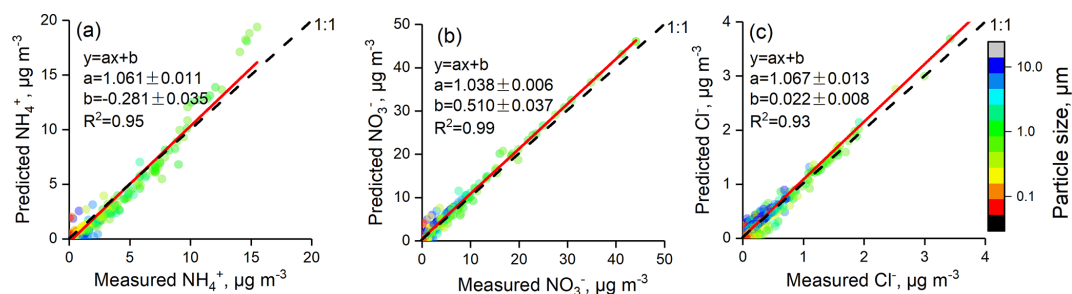 (a)
1:1
y=ax+b
a=1.061±0.011
b=-0.281±0.035
R²=0.95
Predicted NH₄⁺, µg m⁻³
20
15
10
5
0
0 5 10 15 20
Measured NH₄⁺, µg m⁻³
(b)
1:1
y=ax+b
a=1.038±0.006
b=0.510±0.037
R²=0.99
Predicted NO₃⁻, µg m⁻³
50
40
30
20
10
0
0 10 20 30 40 50
Measured NO₃⁻, µg m⁻³
(c)
1:1
y=ax+b
a=1.067±0.013
b=0.022±0.008
R²=0.93
Predicted Cl⁻, µg m⁻³
4
3
2
1
0
0 1 2 3 4
Measured Cl⁻, µg m⁻³
10.0
1.0
0.1
Particle size, µm